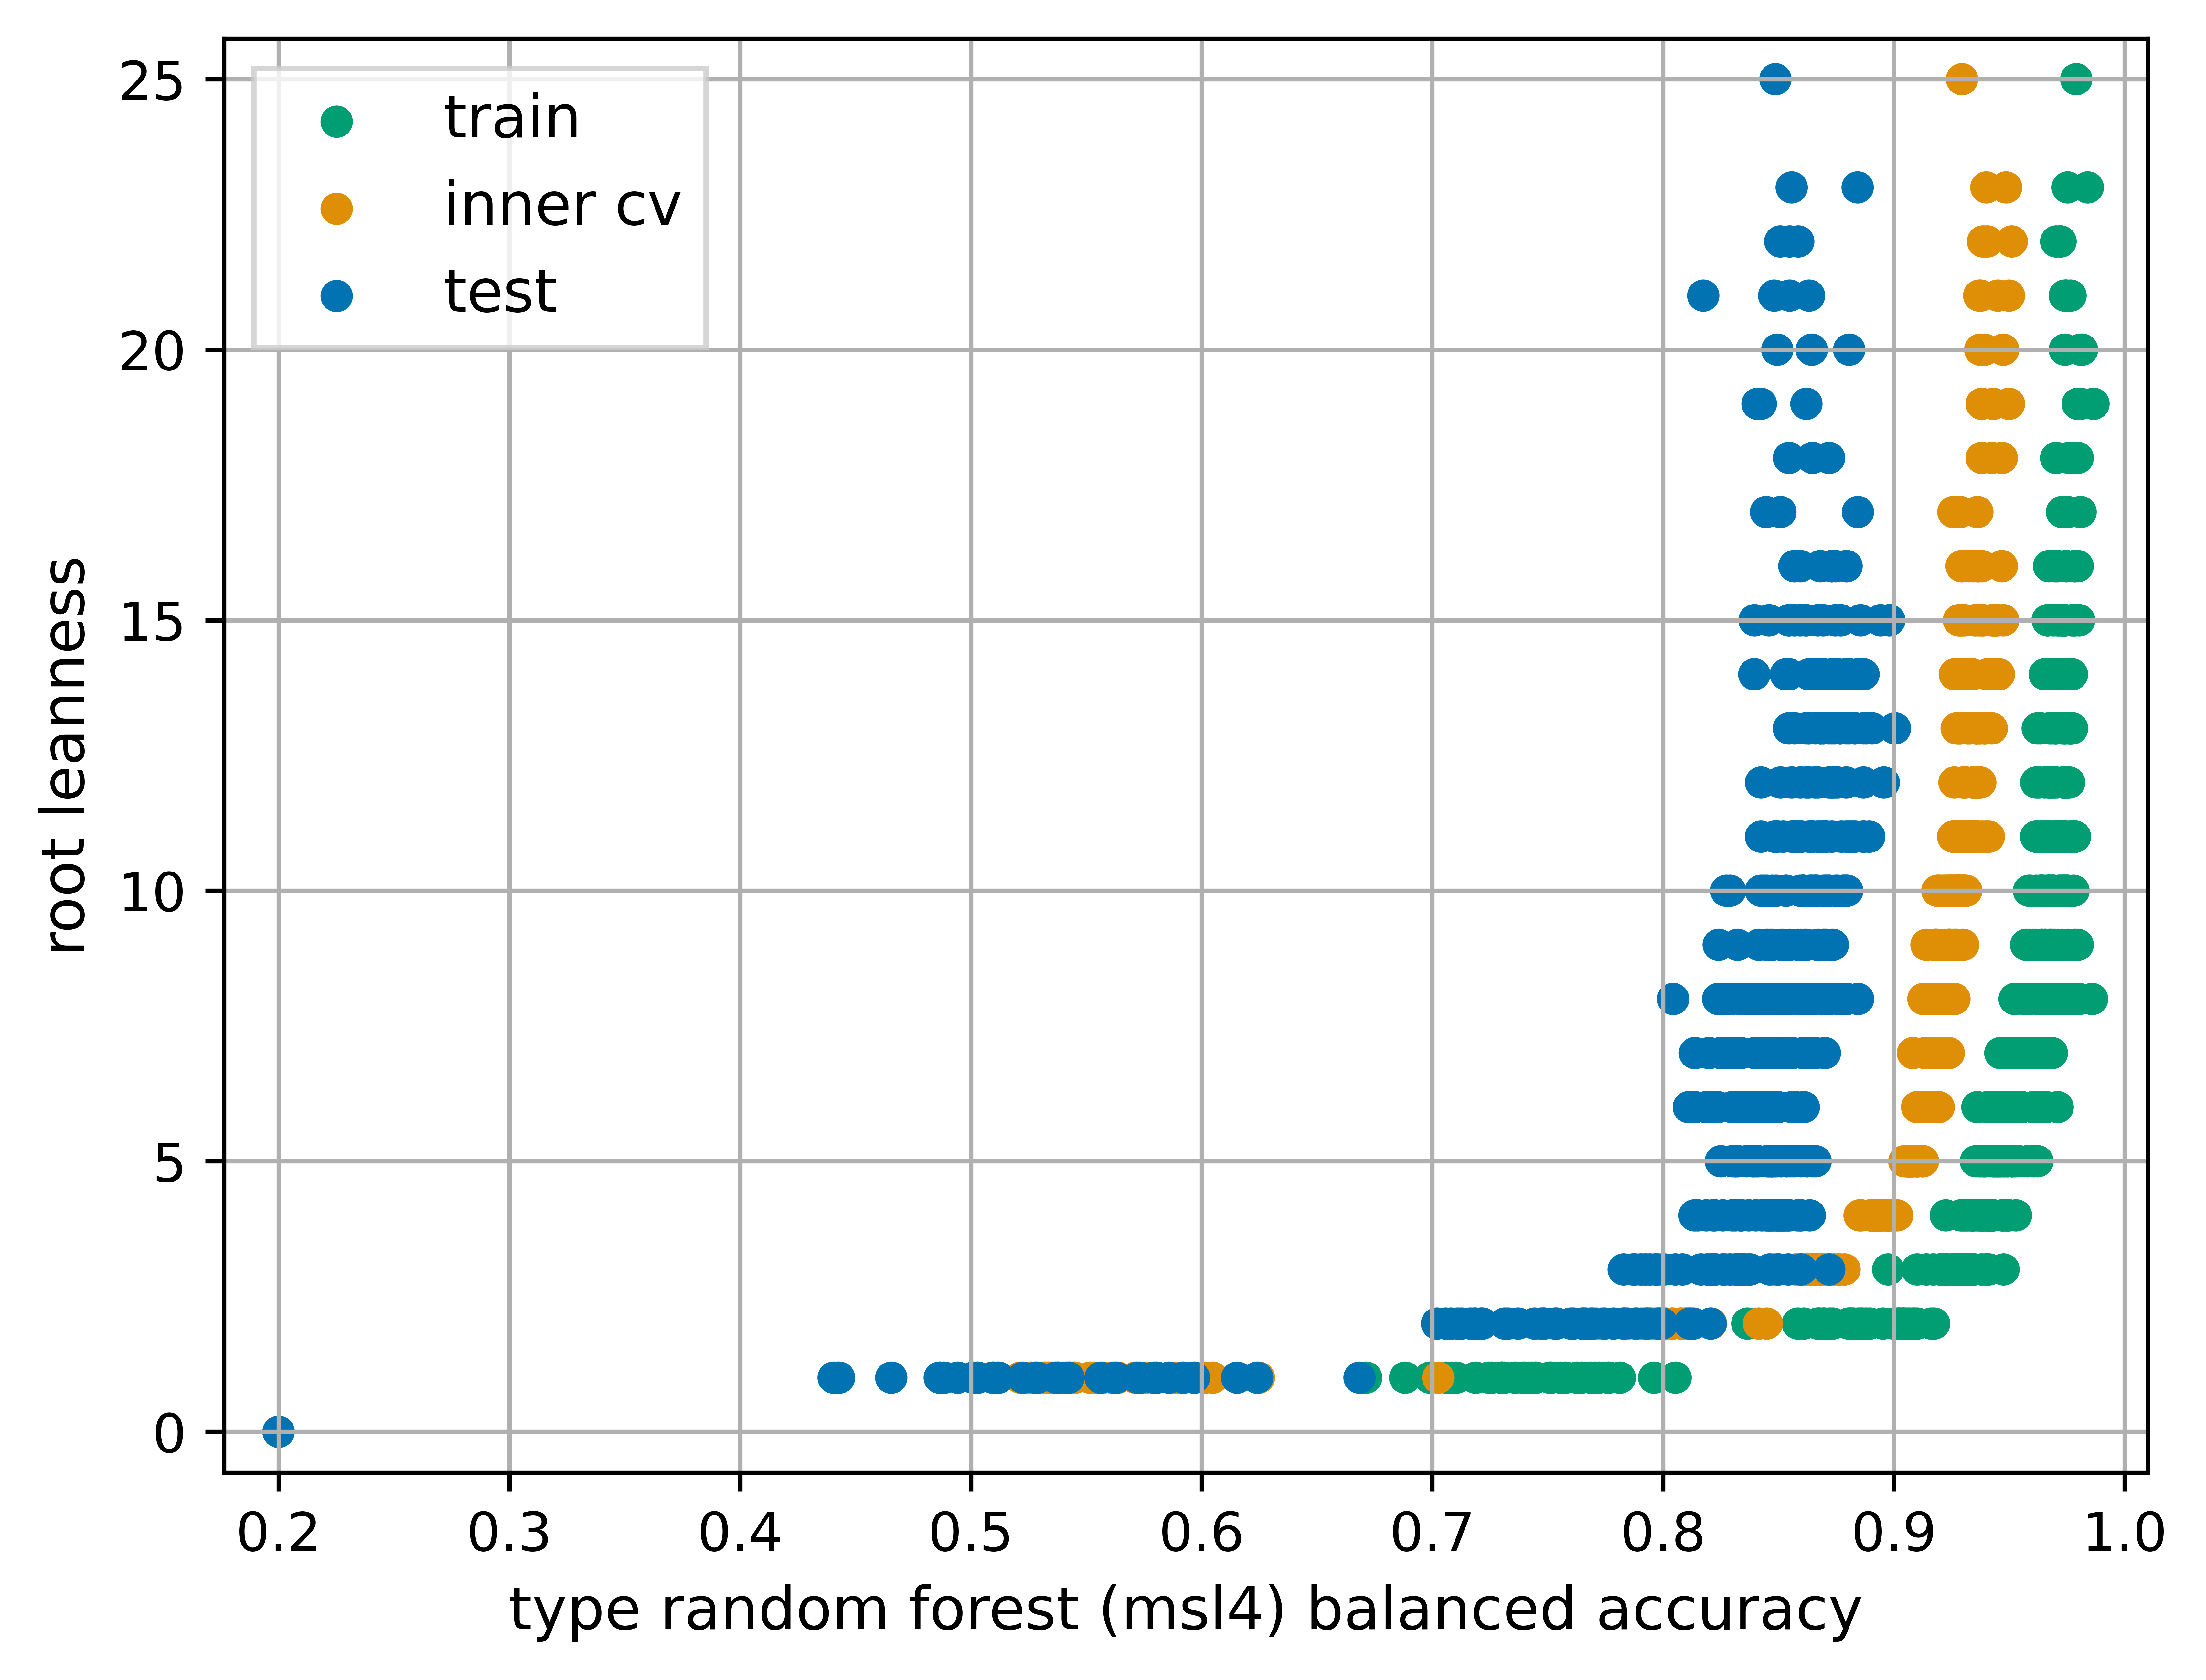 25
20
15
10
5
0
root leanness
train
inner cv
test
0.2 0.3 0.4 0.5 0.6 0.7 0.8 0.9 1.0
type random forest (msl4) balanced accuracy